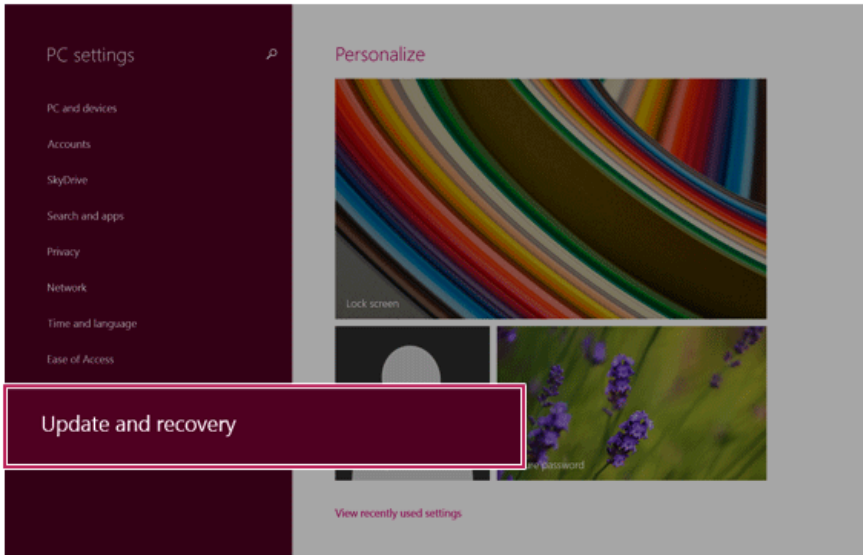 PC settings
PC and devices
Accounts
SkyDrive
Search and apps
Privacy
Network
Time and language
Ease of Access
Update and recovery
Personalize
Lock screen
password
View recently used settings